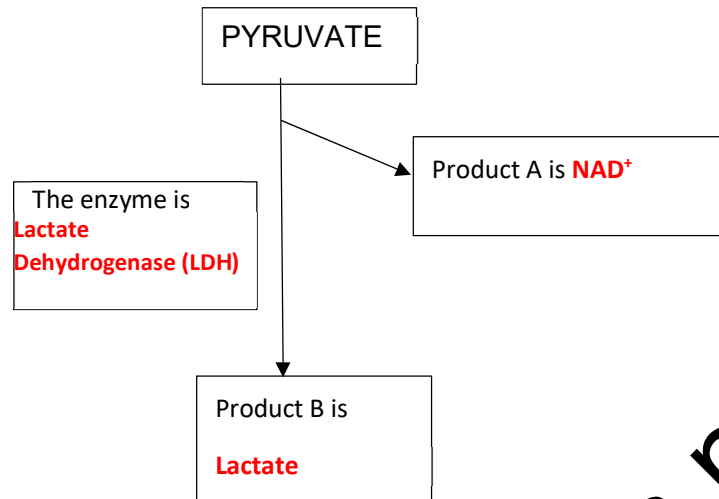 PYRUVATE
Product A is NAD⁺
The enzyme is
Lactate
Dehydrogenase (LDH)
Product B is
Lactate